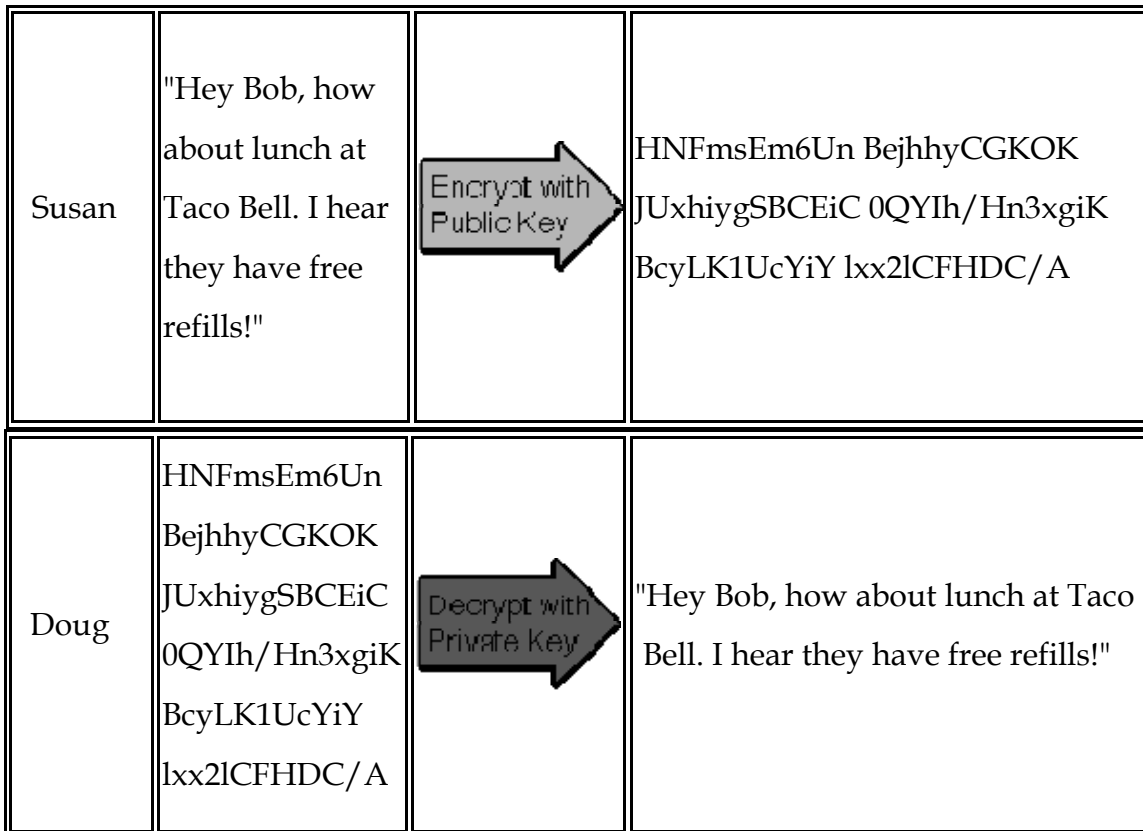 Susan
"Hey Bob, how
about lunch at
Taco Bell. I hear
they have free
refills!"
Encrypt with
Public Key
HNFmsEm6Un BejhhyCGKOK
JUxhiygSBCEiC 0QYIh/Hn3xgiK
BcyLK1UcYiY lxx2lCFHDC/A
Doug
HNFmsEm6Un
BejhhyCGKOK
JUxhiygSBCEiC
0QYIh/Hn3xgiK
BcyLK1UcYiY
lxx2lCFHDC/A
Decrypt with
Private Key
"Hey Bob, how about lunch at Taco
Bell. I hear they have free refills!"